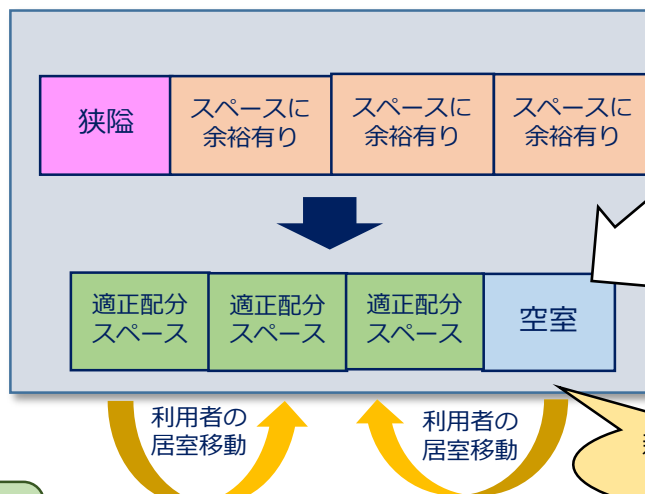 狭隘
スペースに
余裕有り
スペースに
余裕有り
スペースに
余裕有り
適正配分
スペース
適正配分
スペース
適正配分
スペース
空室
利用者の
居室移動
利用者の
居室移動